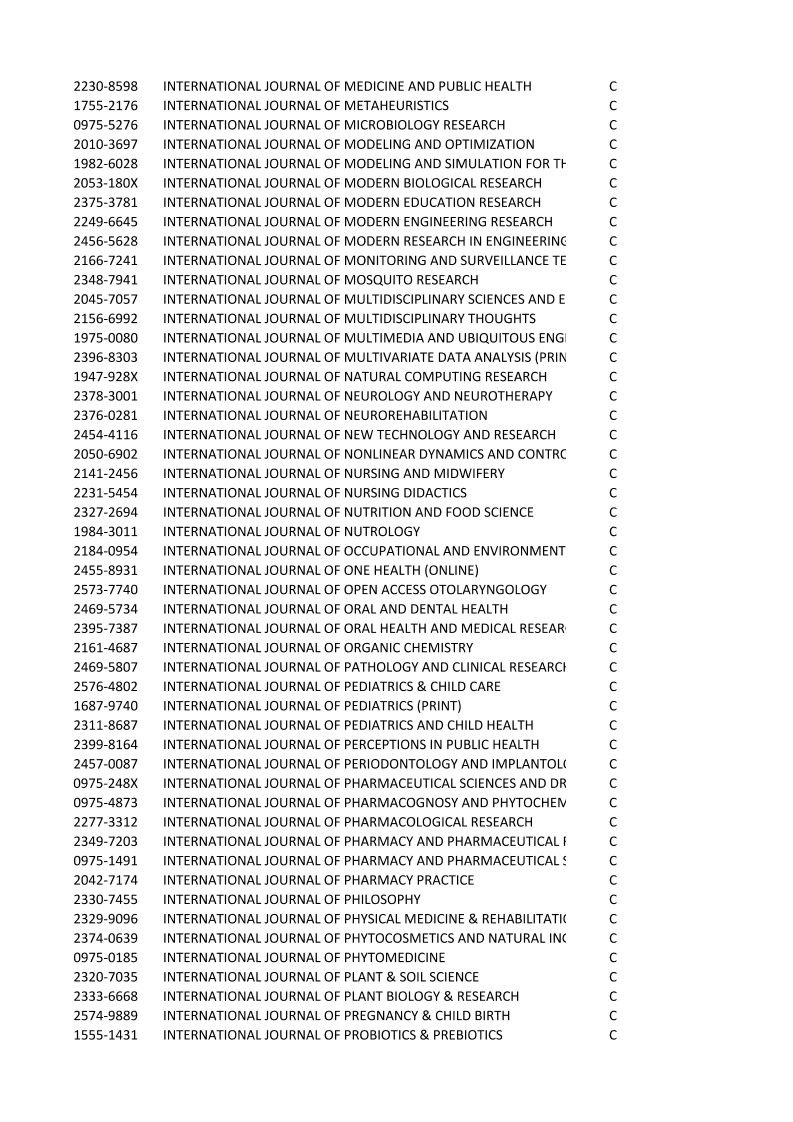 2230-8598 INTERNATIONAL JOURNAL OF MEDICINE AND PUBLIC HEALTH C
1755-2176 INTERNATIONAL JOURNAL OF METAHEURISTICS C
0975-5276 INTERNATIONAL JOURNAL OF MICROBIOLOGY RESEARCH C
2010-3697 INTERNATIONAL JOURNAL OF MODELING AND OPTIMIZATION C
1982-6028 INTERNATIONAL JOURNAL OF MODELING AND SIMULATION FOR TH C
2053-180X INTERNATIONAL JOURNAL OF MODERN BIOLOGICAL RESEARCH C
2375-3781 INTERNATIONAL JOURNAL OF MODERN EDUCATION RESEARCH C
2249-6645 INTERNATIONAL JOURNAL OF MODERN ENGINEERING RESEARCH C
2456-5628 INTERNATIONAL JOURNAL OF MODERN RESEARCH IN ENGINEERING C
2166-7241 INTERNATIONAL JOURNAL OF MONITORING AND SURVEILLANCE TE C
2348-7941 INTERNATIONAL JOURNAL OF MOSQUITO RESEARCH C
2045-7057 INTERNATIONAL JOURNAL OF MULTIDISCIPLINARY SCIENCES AND E C
2156-6992 INTERNATIONAL JOURNAL OF MULTIDISCIPLINARY THOUGHTS C
1975-0080 INTERNATIONAL JOURNAL OF MULTIMEDIA AND UBIQUITOUS ENGI C
2396-8303 INTERNATIONAL JOURNAL OF MULTIVARIATE DATA ANALYSIS (PRIN C
1947-928X INTERNATIONAL JOURNAL OF NATURAL COMPUTING RESEARCH C
2378-3001 INTERNATIONAL JOURNAL OF NEUROLOGY AND NEUROTHERAPY C
2376-0281 INTERNATIONAL JOURNAL OF NEUROREHABILITATION C
2454-4116 INTERNATIONAL JOURNAL OF NEW TECHNOLOGY AND RESEARCH C
2050-6902 INTERNATIONAL JOURNAL OF NONLINEAR DYNAMICS AND CONTRO C
2141-2456 INTERNATIONAL JOURNAL OF NURSING AND MIDWIFERY C
2231-5454 INTERNATIONAL JOURNAL OF NURSING DIDACTICS C
2327-2694 INTERNATIONAL JOURNAL OF NUTRITION AND FOOD SCIENCE C
1984-3011 INTERNATIONAL JOURNAL OF NUTROLOGY C
2184-0954 INTERNATIONAL JOURNAL OF OCCUPATIONAL AND ENVIRONMENT C
2455-8931 INTERNATIONAL JOURNAL OF ONE HEALTH (ONLINE) C
2573-7740 INTERNATIONAL JOURNAL OF OPEN ACCESS OTOLARYNGOLOGY C
2469-5734 INTERNATIONAL JOURNAL OF ORAL AND DENTAL HEALTH C
2395-7387 INTERNATIONAL JOURNAL OF ORAL HEALTH AND MEDICAL RESEAR C
2161-4687 INTERNATIONAL JOURNAL OF ORGANIC CHEMISTRY C
2469-5807 INTERNATIONAL JOURNAL OF PATHOLOGY AND CLINICAL RESEARCH C
2576-4802 INTERNATIONAL JOURNAL OF PEDIATRICS & CHILD CARE C
1687-9740 INTERNATIONAL JOURNAL OF PEDIATRICS (PRINT) C
2311-8687 INTERNATIONAL JOURNAL OF PEDIATRICS AND CHILD HEALTH C
2399-8164 INTERNATIONAL JOURNAL OF PERCEPTIONS IN PUBLIC HEALTH C
2457-0087 INTERNATIONAL JOURNAL OF PERIODONTOLOGY AND IMPLANTOLO C
0975-248X INTERNATIONAL JOURNAL OF PHARMACEUTICAL SCIENCES AND DR C
0975-4873 INTERNATIONAL JOURNAL OF PHARMACOGNOSY AND PHYTOCHEM C
2277-3312 INTERNATIONAL JOURNAL OF PHARMACOLOGICAL RESEARCH C
2349-7203 INTERNATIONAL JOURNAL OF PHARMACY AND PHARMACEUTICAL C
0975-1491 INTERNATIONAL JOURNAL OF PHARMACY AND PHARMACEUTICAL S C
2042-7174 INTERNATIONAL JOURNAL OF PHARMACY PRACTICE C
2330-7455 INTERNATIONAL JOURNAL OF PHILOSOPHY C
2329-9096 INTERNATIONAL JOURNAL OF PHYSICAL MEDICINE & REHABILITATIO C
2374-0639 INTERNATIONAL JOURNAL OF PHYTOCOSMETICS AND NATURAL ING C
0975-0185 INTERNATIONAL JOURNAL OF PHYTOMEDICINE C
2320-7035 INTERNATIONAL JOURNAL OF PLANT & SOIL SCIENCE C
2333-6668 INTERNATIONAL JOURNAL OF PLANT BIOLOGY & RESEARCH C
2574-9889 INTERNATIONAL JOURNAL OF PREGNANCY & CHILD BIRTH C
1555-1431 INTERNATIONAL JOURNAL OF PROBIOTICS & PREBIOTICS C